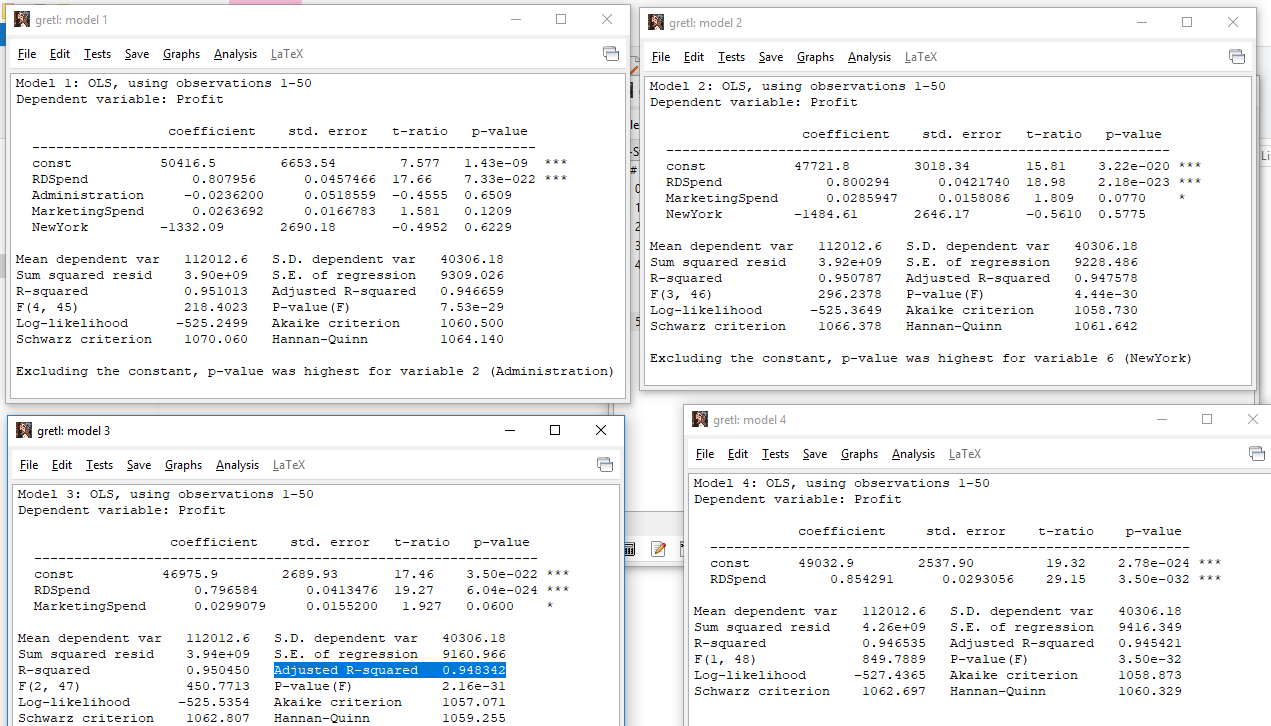 gretl: model 1
File Edit Tests Save Graphs Analysis LaTeX
Model 1: OLS, using observations 1-50
Dependent variable: Profit
coefficient std. error t-ratio p-value
const 50416.5 6653.54 7.577 1.43e-09 ***
RDSpend 0.807956 0.0457466 17.66 7.33e-022 ***
Administration -0.0236200 0.0518559 -0.4555 0.6509
MarketingSpend 0.0263692 0.0166783 1.581 0.1209
NewYork -1332.09 2690.18 -0.4952 0.6229
Mean dependent var 112012.6 S.D. dependent var 40306.18
Sum squared resid 3.90e+09 S.E. of regression 9309.026
R-squared 0.951013 Adjusted R-squared 0.946659
F(4, 45) 218.4023 P-value(F) 7.53e-29
Log-likelihood -525.2499 Akaike criterion 1060.500
Schwarz criterion 1070.060 Hannan-Quinn 1064.140
Excluding the constant, p-value was highest for variable 2 (Administration)
gretl: model 2
File Edit Tests Save Graphs Analysis LaTeX
Model 2: OLS, using observations 1-50
Dependent variable: Profit
coefficient std. error t-ratio p-value
const 47721.8 3018.34 15.81 3.22e-020 ***
RDSpend 0.800294 0.0421740 18.98 2.18e-023 ***
MarketingSpend 0.0285947 0.0158086 1.809 0.0770 *
NewYork -1484.61 2646.17 -0.5610 0.5775
Mean dependent var 112012.6 S.D. dependent var 40306.18
Sum squared resid 3.92e+09 S.E. of regression 9228.486
R-squared 0.950787 Adjusted R-squared 0.947578
F(3, 46) 296.2378 P-value(F) 4.44e-30
Log-likelihood -525.3649 Akaike criterion 1058.730
Schwarz criterion 1066.378 Hannan-Quinn 1061.642
Excluding the constant, p-value was highest for variable 6 (NewYork)
gretl: model 3
File Edit Tests Save Graphs Analysis LaTeX
Model 3: OLS, using observations 1-50
Dependent variable: Profit
coefficient std. error t-ratio p-value
const 46975.9 2689.93 17.46 3.50e-022 ***
RDSpend 0.796584 0.0413476 19.27 6.04e-024 ***
MarketingSpend 0.0299079 0.0155200 1.927 0.0600 *
Mean dependent var 112012.6 S.D. dependent var 40306.18
Sum squared resid 3.94e+09 S.E. of regression 9160.966
R-squared 0.950450 Adjusted R-squared 0.948342
F(2, 47) 450.7713 P-value(F) 2.16e-31
Log-likelihood -525.5354 Akaike criterion 1057.071
Schwarz criterion 1062.807 Hannan-Quinn 1059.255
gretl: model 4
File Edit Tests Save Graphs Analysis LaTeX
Model 4: OLS, using observations 1-50
Dependent variable: Profit
coefficient std. error t-ratio p-value
const 49032.9 2537.90 19.32 2.78e-024 ***
RDSpend 0.854291 0.0293056 29.15 3.50e-032 ***
Mean dependent var 112012.6 S.D. dependent var 40306.18
Sum squared resid 4.26e+09 S.E. of regression 9416.349
R-squared 0.946535 Adjusted R-squared 0.945421
F(1, 48) 849.7889 P-value(F) 3.50e-32
Log-likelihood -527.4365 Akaike criterion 1058.873
Schwarz criterion 1062.697 Hannan-Quinn 1060.329